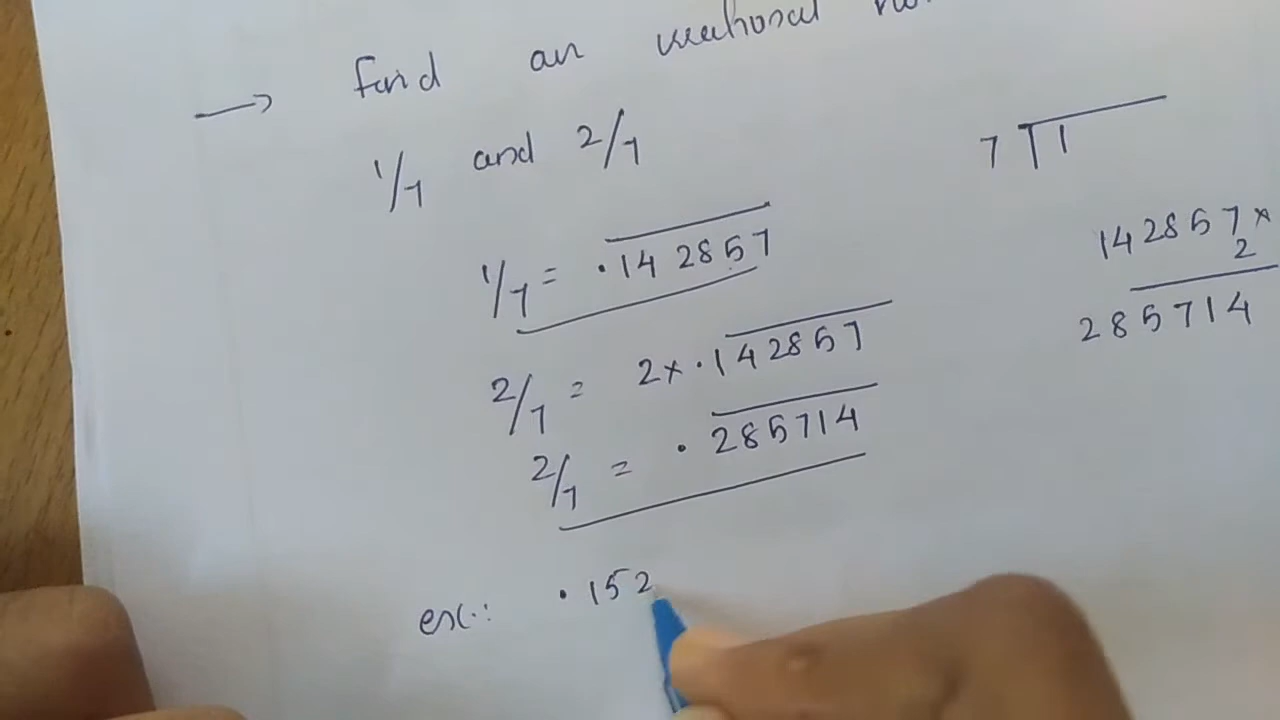 → Find an irrational
1/7 and 2/7
7 1
1/7 = .142857
142857×
2
285714
2/7 = 2×.142857
2/7 = .285714
ex:. .152